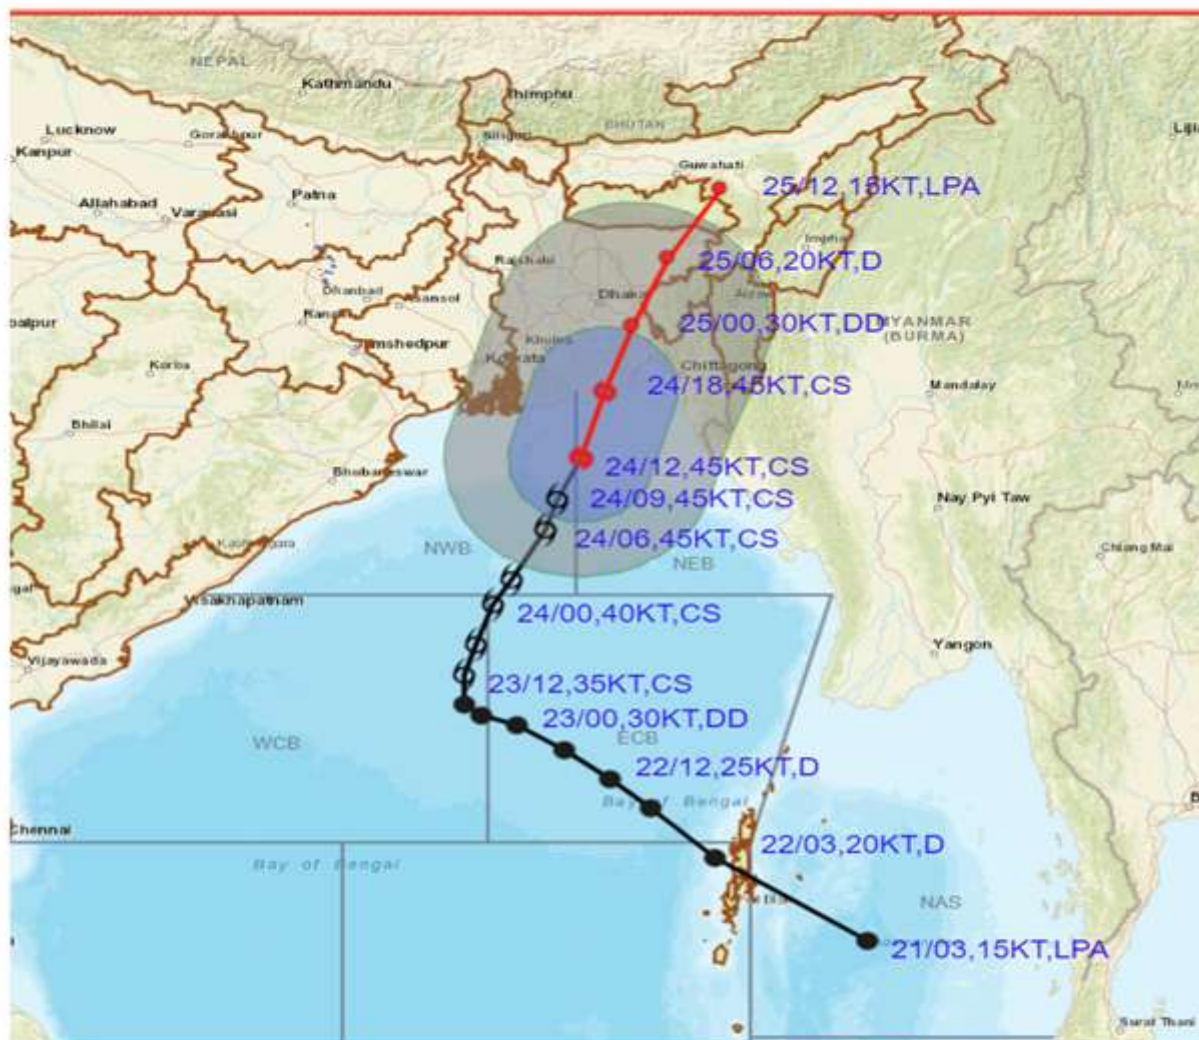 NEPAL
Kathmandu
Thimphu
BHUTAN
Lucknow
Kanpur
Gorakhpur
Siliguri
Guwahati
25/12,15KT,LPA
Patna
Allahabad
Varanasi
Imphal
Rajshahi
25/06,20KT,D
Dhanbad
Dhaka
Asansol
25/00,30KT,DD
MYANMAR
(BURMA)
Khulna
Kolkata
Chittagong
Korba
24/18,45KT,CS
Mandalay
Bhilai
24/12,45KT,CS
Bhubaneswar
24/09,45KT,CS
Nay Pyi Taw
24/06,45KT,CS
NWB
NEB
Chiang Mai
Visakhapatnam
24/00,40KT,CS
Yangon
Vijayawada
23/12,35KT,CS
23/00,30KT,DD
WCB
ECB
22/12,25KT,D
Bay of Bengal
Chennai
22/03,20KT,D
Bay of Bengal
NAS
21/03,15KT,LPA
Surat Thani